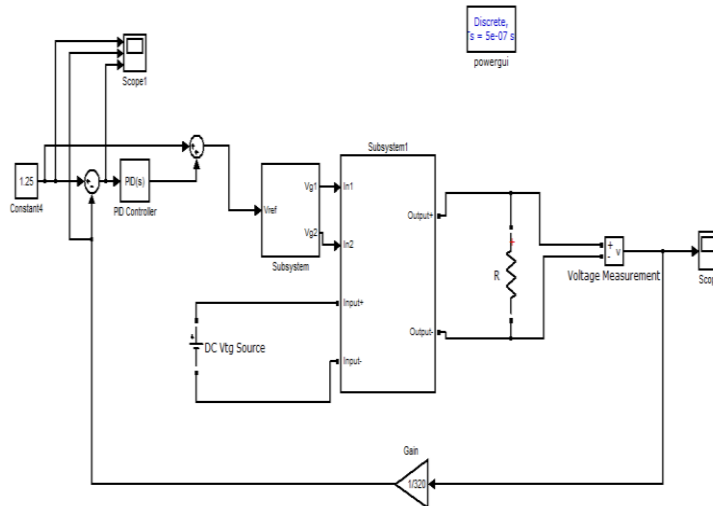 Discrete,
s = 5e-07 s
powergui
Scope1
Subsystem1
1.25
Constant4
PID(s)
PID Controller
Vref
Vg1
Vg2
Subsystem
In1
In2
Input+
Input-
Output+
Output-
R
+
-
v
Voltage Measurement
Scop
DC Vtg Source
Gain
1/320